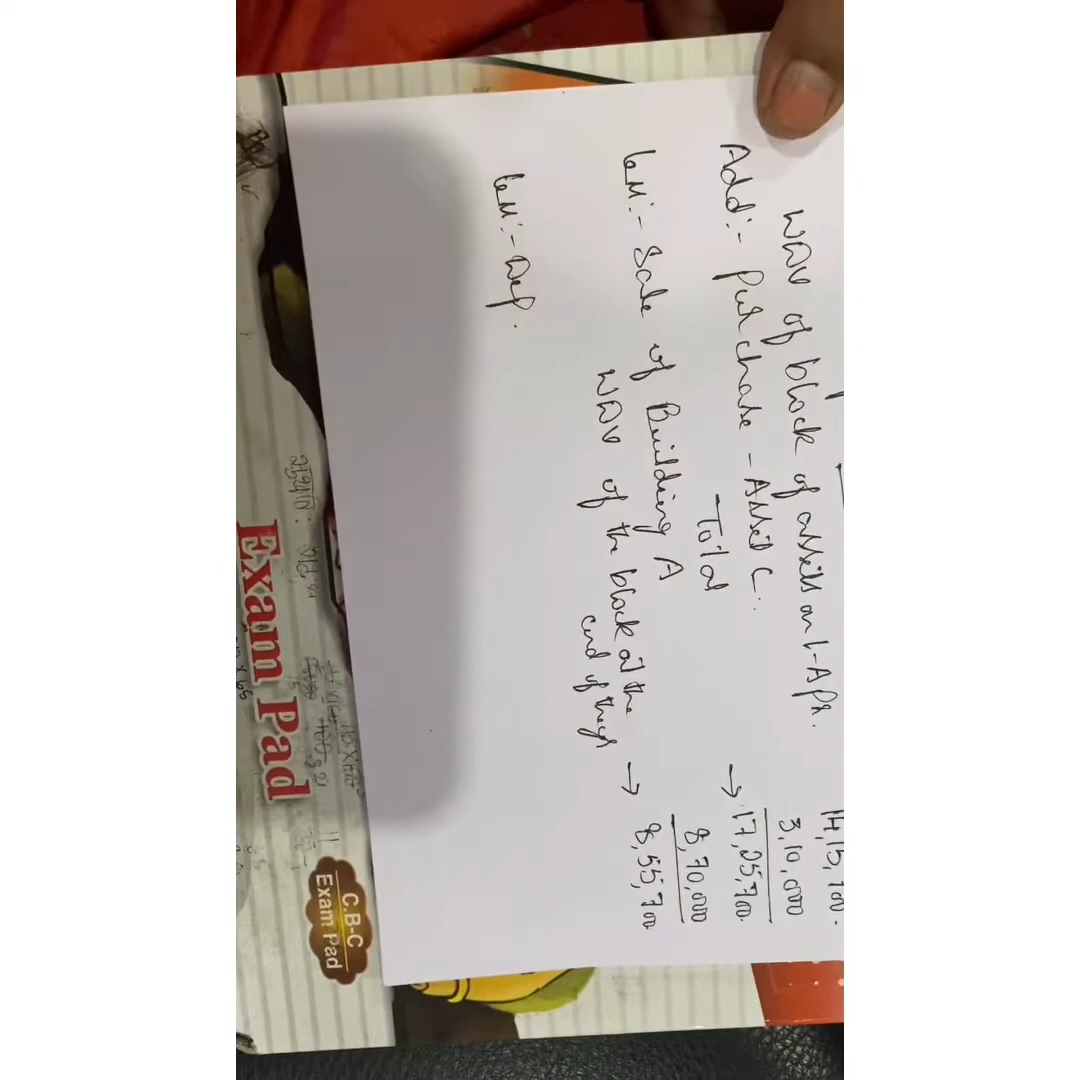 WDV of block of assets on 1-Apr. 14,15,700.
Add:- Purchase - Asset C. 3,10,000
-Total → 17,25,700.
Less:- Sale of Building A 8,70,000
WDV of the block at the
end of the yr → 8,55,700
Less:- Dep.
Exam Pad
C.B-C
Exam Pad